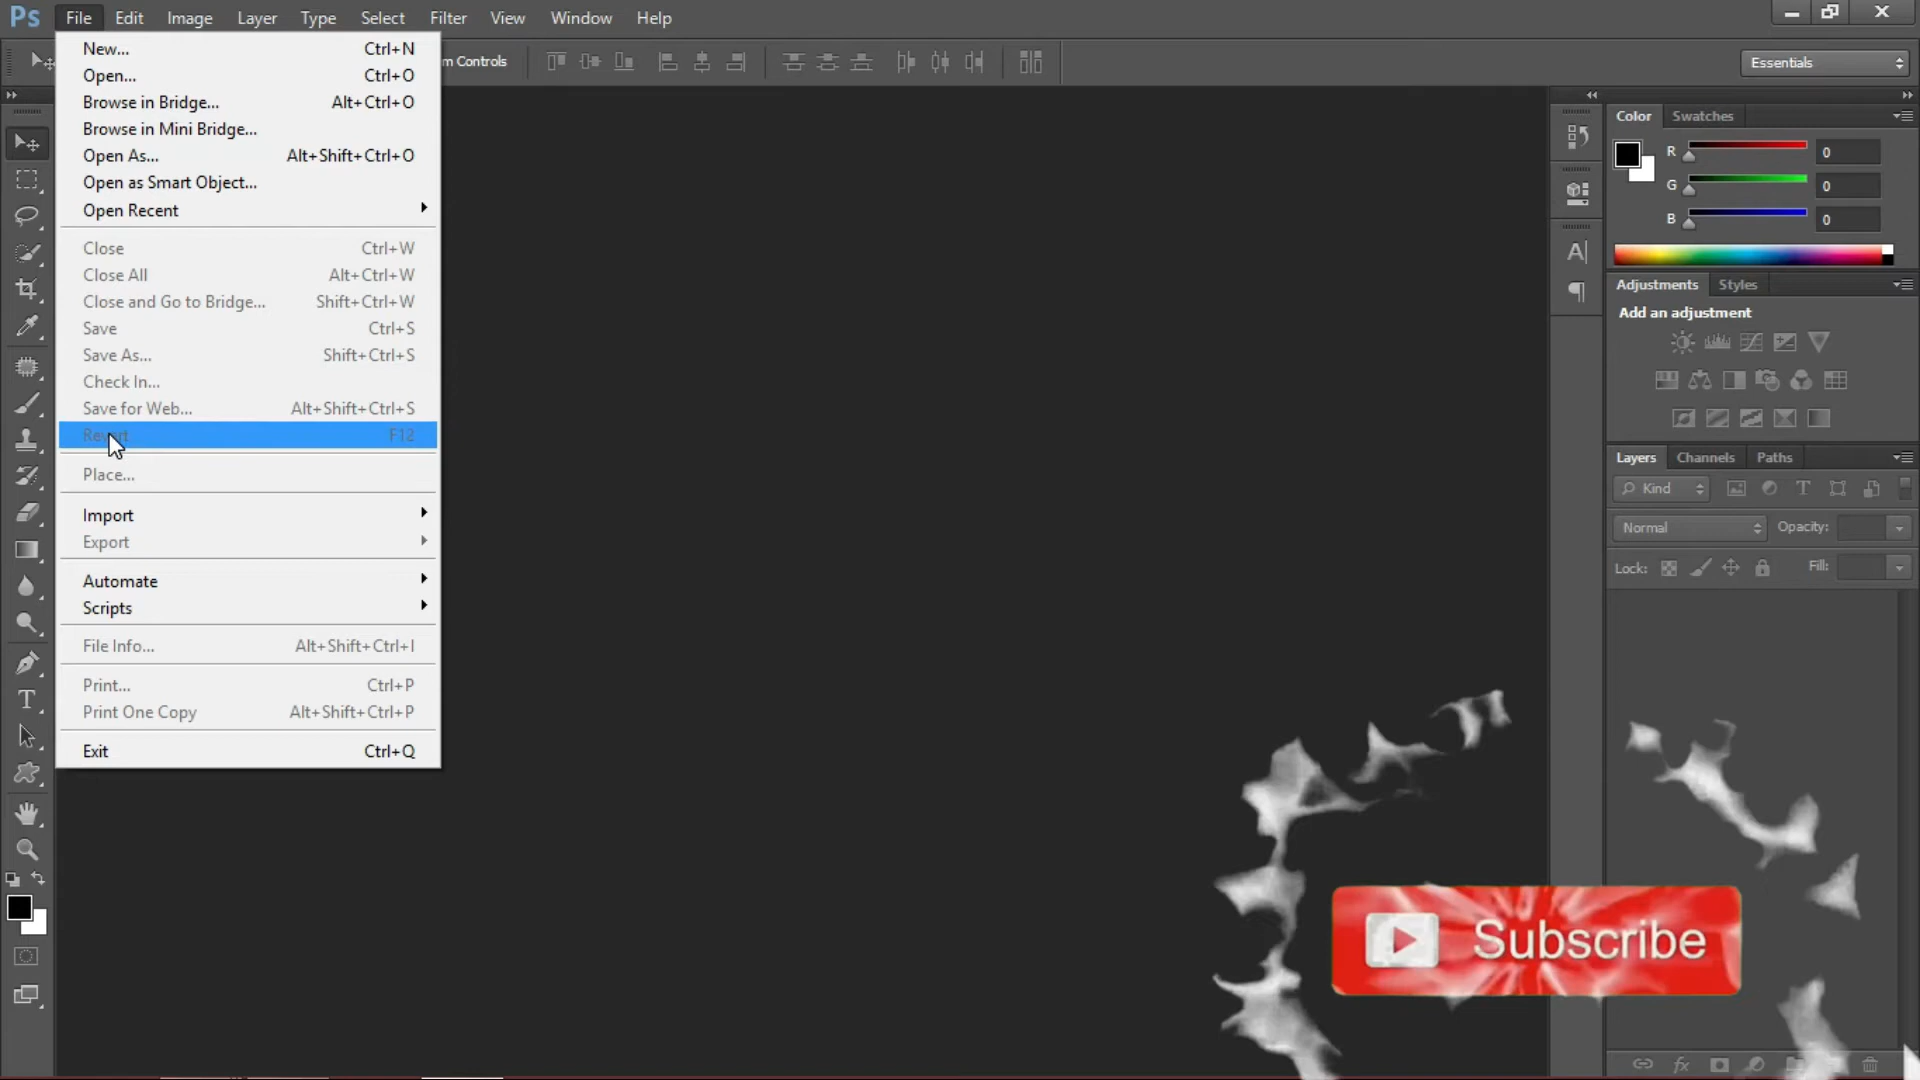 Ps File Edit Image Layer Type Select Filter View Window Help
m Controls
Essentials
New... Ctrl+N
Open... Ctrl+O
Browse in Bridge... Alt+Ctrl+O
Browse in Mini Bridge...
Open As... Alt+Shift+Ctrl+O
Open as Smart Object...
Open Recent
Close Ctrl+W
Close All Alt+Ctrl+W
Close and Go to Bridge... Shift+Ctrl+W
Save Ctrl+S
Save As... Shift+Ctrl+S
Check In...
Save for Web... Alt+Shift+Ctrl+S
Revert F12
Place...
Import
Export
Automate
Scripts
File Info... Alt+Shift+Ctrl+I
Print... Ctrl+P
Print One Copy Alt+Shift+Ctrl+P
Exit Ctrl+Q
Color Swatches
R 0
G 0
B 0
Adjustments Styles
Add an adjustment
Layers Channels Paths
Kind
Normal Opacity:
Lock: Fill:
Subscribe